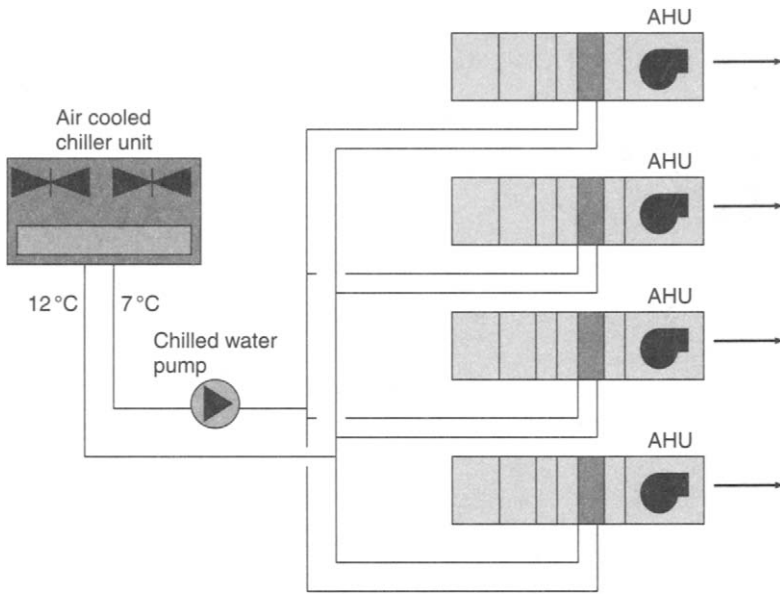 AHU
Air cooled
chiller unit
AHU
12 °C
7 °C
AHU
Chilled water
pump
AHU